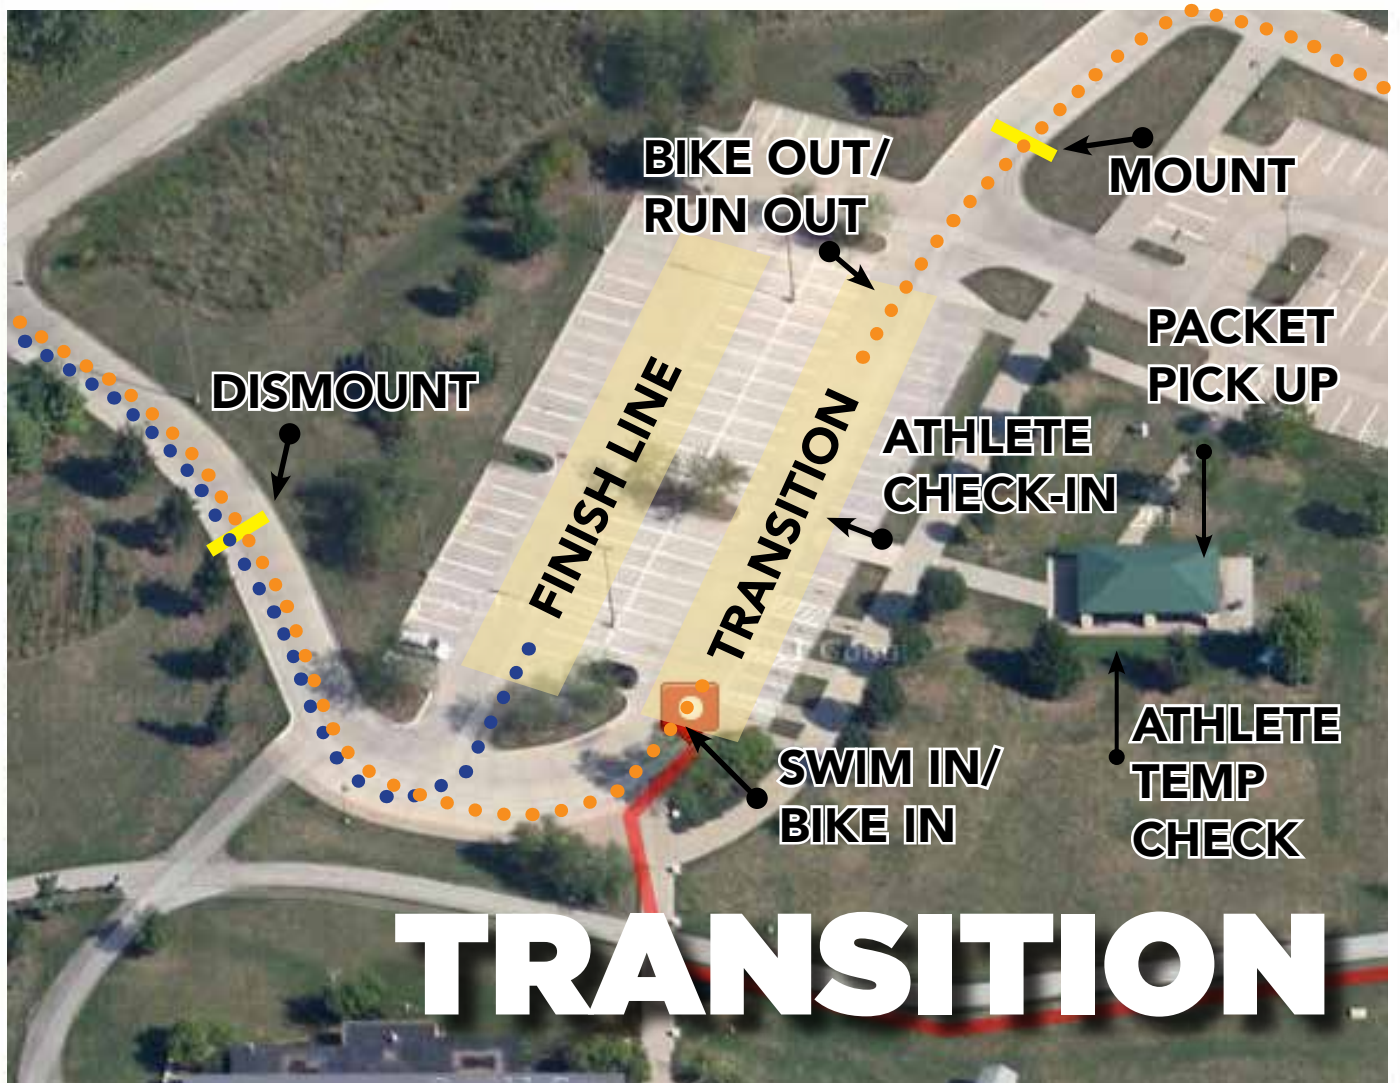 BIKE OUT/
RUN OUT
MOUNT
PACKET
PICK UP
DISMOUNT
FINISH LINE
TRANSITION
ATHLETE
CHECK-IN
SWIM IN/
BIKE IN
ATHLETE
TEMP
CHECK
TRANSITION